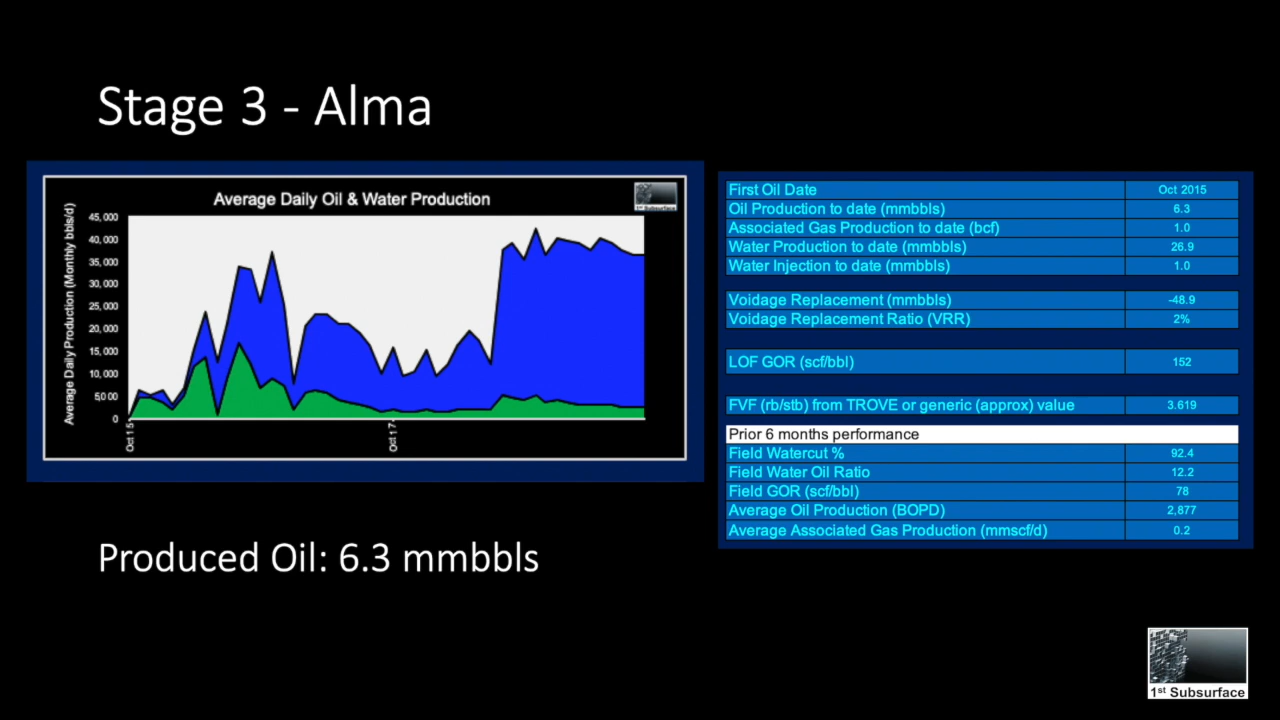 Stage 3 - Alma
Average Daily Oil & Water Production
1st Subsurface
Average Daily Production (Monthly bbls/d)
45,000
40,000
35,000
30,000
25,000
20,000
15,000
10,000
5000
0
Oct 15
Oct 17
First Oil Date Oct 2015
Oil Production to date (mmbbls) 6.3
Associated Gas Production to date (bcf) 1.0
Water Production to date (mmbbls) 26.9
Water Injection to date (mmbbls) 1.0
Voidage Replacement (mmbbls) -48.9
Voidage Replacement Ratio (VRR) 2%
LOF GOR (scf/bbl) 152
FVF (rb/stb) from TROVE or generic (approx) value 3.619
Prior 6 months performance
Field Watercut % 92.4
Field Water Oil Ratio 12.2
Field GOR (scf/bbl) 78
Average Oil Production (BOPD) 2,877
Average Associated Gas Production (mmscf/d) 0.2
Produced Oil: 6.3 mmbbls
1st Subsurface